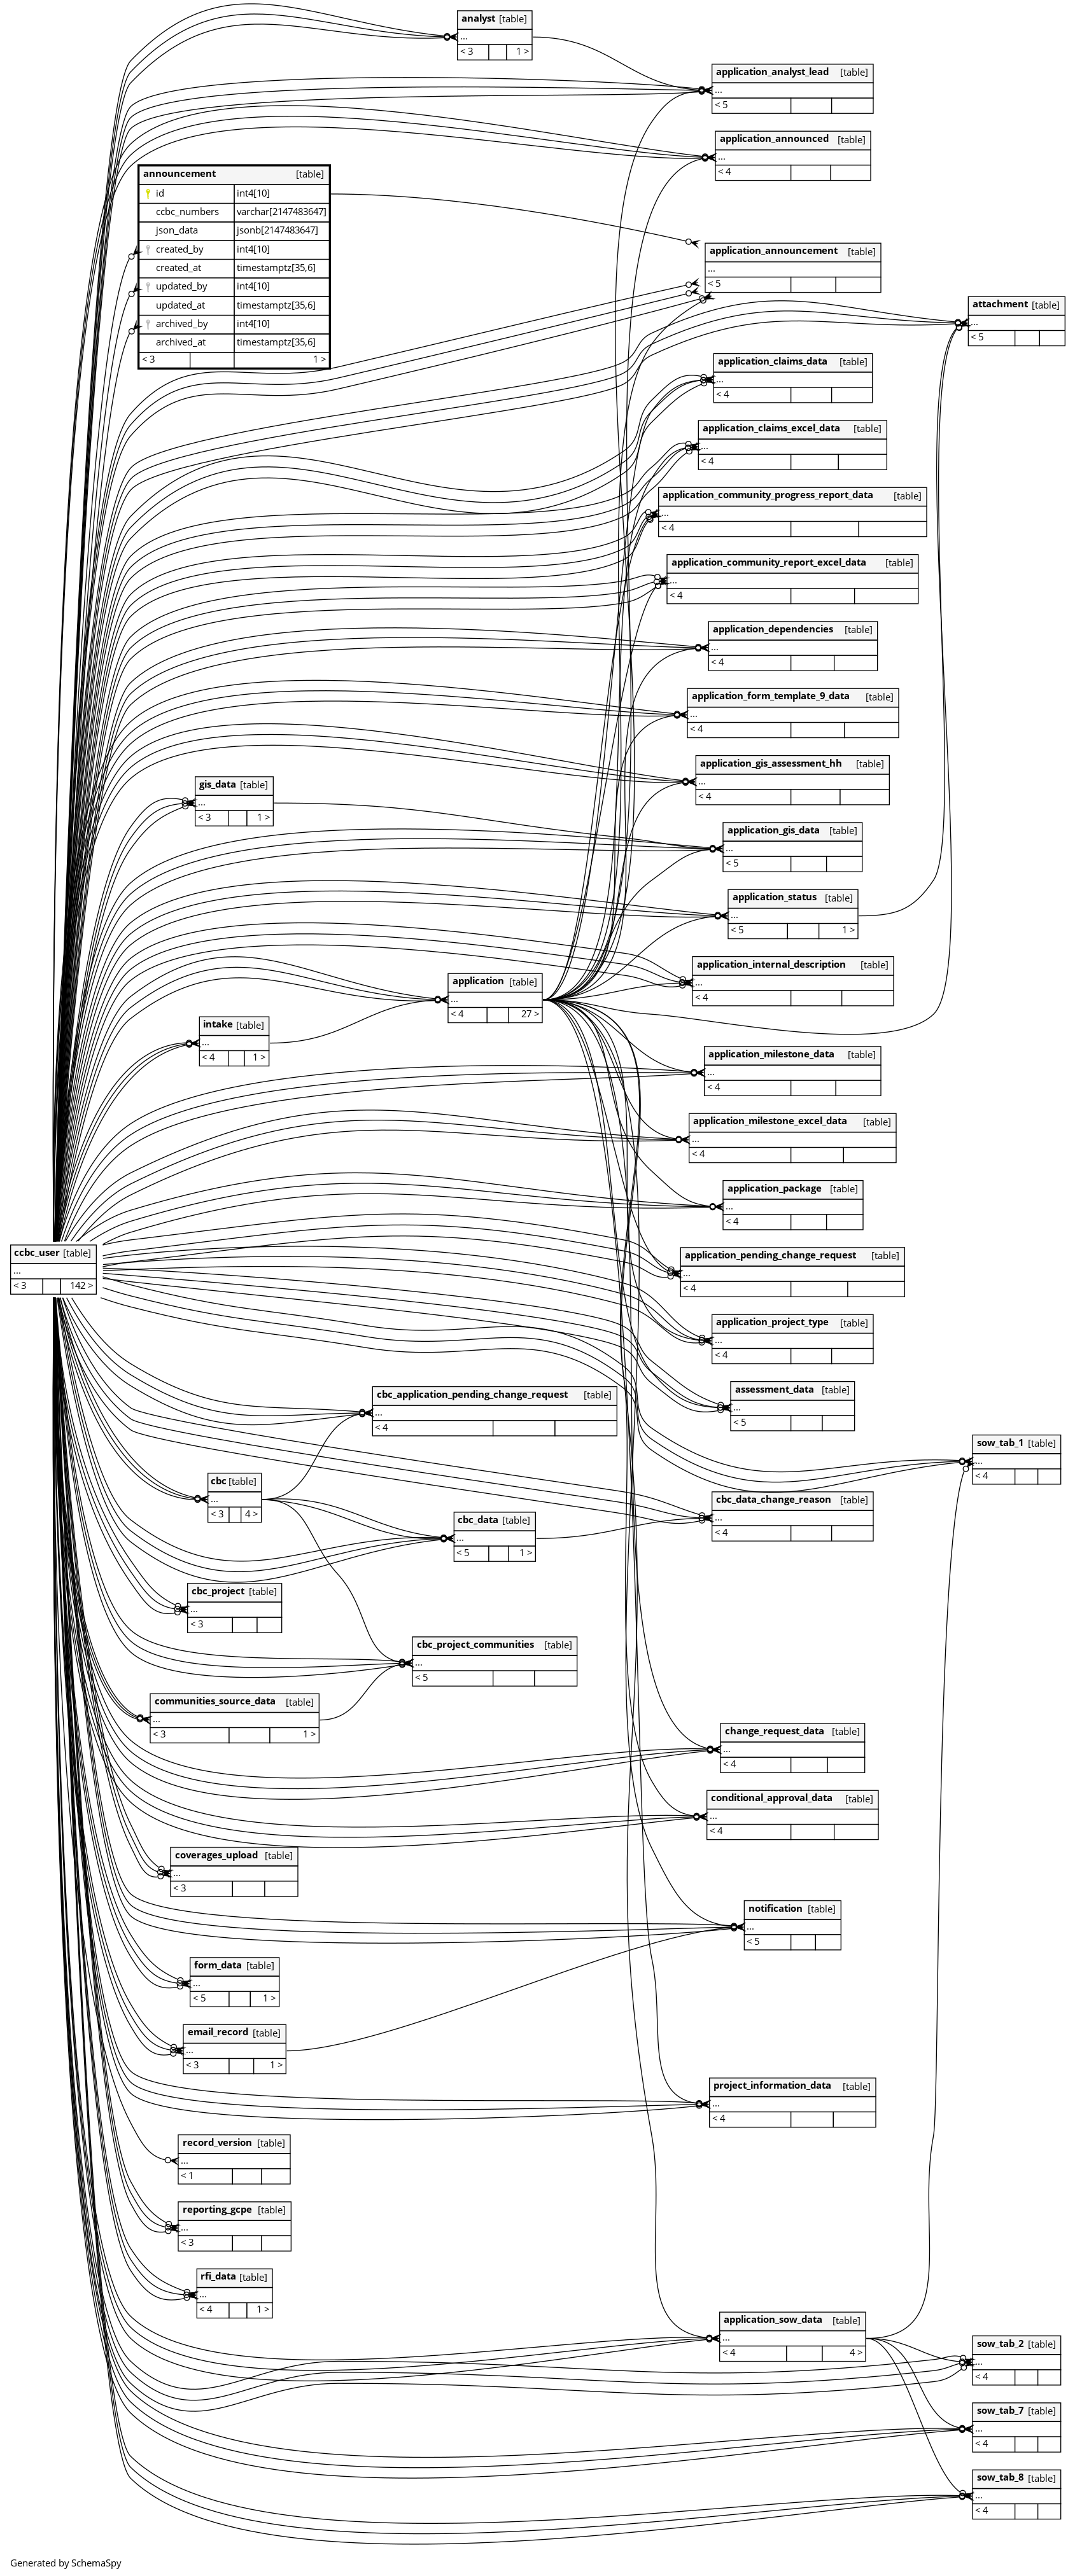 analyst [table]
...
< 3 1 >
application_analyst_lead [table]
...
< 5
application_announced [table]
...
< 4
announcement [table]
id int4[10]
ccbc_numbers varchar[2147483647]
json_data jsonb[2147483647]
created_by int4[10]
created_at timestamptz[35,6]
updated_by int4[10]
updated_at timestamptz[35,6]
archived_by int4[10]
archived_at timestamptz[35,6]
< 3 1 >
application_announcement [table]
...
< 5
attachment [table]
...
< 5
application_claims_data [table]
...
< 4
application_claims_excel_data [table]
...
< 4
application_community_progress_report_data [table]
...
< 4
application_community_report_excel_data [table]
...
< 4
application_dependencies [table]
...
< 4
application_form_template_9_data [table]
...
< 4
application_gis_assessment_hh [table]
...
< 4
gis_data [table]
...
< 3 1 >
application_gis_data [table]
...
< 5
application_status [table]
...
< 5 1 >
application_internal_description [table]
...
< 4
application [table]
...
< 4 27 >
intake [table]
...
< 4 1 >
application_milestone_data [table]
...
< 4
application_milestone_excel_data [table]
...
< 4
application_package [table]
...
< 4
ccbc_user [table]
...
< 3 142 >
application_pending_change_request [table]
...
< 4
application_project_type [table]
...
< 4
assessment_data [table]
...
< 5
cbc_application_pending_change_request [table]
...
< 4
sow_tab_1 [table]
...
< 4
cbc [table]
...
< 3 4 >
cbc_data_change_reason [table]
...
< 4
cbc_data [table]
...
< 5 1 >
cbc_project [table]
...
< 3
cbc_project_communities [table]
...
< 5
communities_source_data [table]
...
< 3 1 >
change_request_data [table]
...
< 4
conditional_approval_data [table]
...
< 4
coverages_upload [table]
...
< 3
notification [table]
...
< 5
form_data [table]
...
< 5 1 >
email_record [table]
...
< 3 1 >
project_information_data [table]
...
< 4
record_version [table]
...
< 1
reporting_gcpe [table]
...
< 3
rfi_data [table]
...
< 4 1 >
application_sow_data [table]
...
< 4 4 >
sow_tab_2 [table]
...
< 4
sow_tab_7 [table]
...
< 4
sow_tab_8 [table]
...
< 4
Generated by SchemaSpy